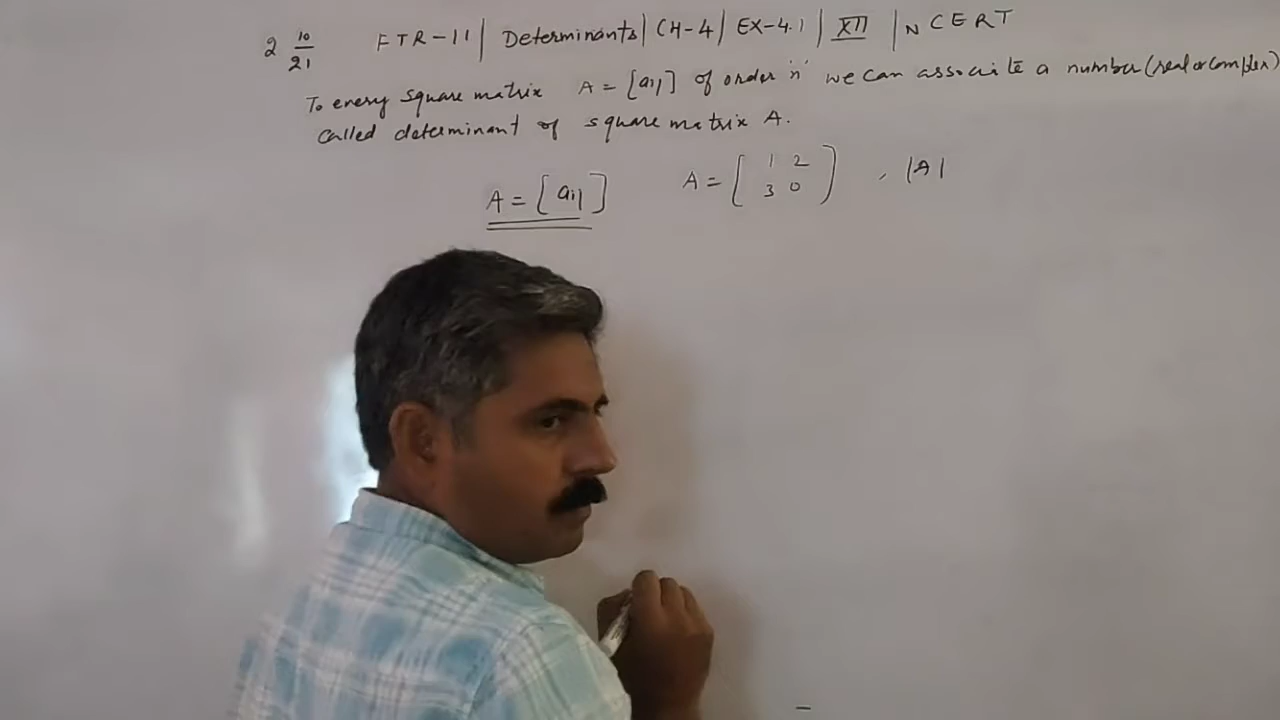 2 10/21 FTR-11 | Determinants | CH-4 | EX-4.1 | XII | NCERT
To every square matrix A = [aij] of order 'n' we can associate a number (real or complex)
called determinant of square matrix A.
A = [aij] A = [1 2 , |A|
3 0]